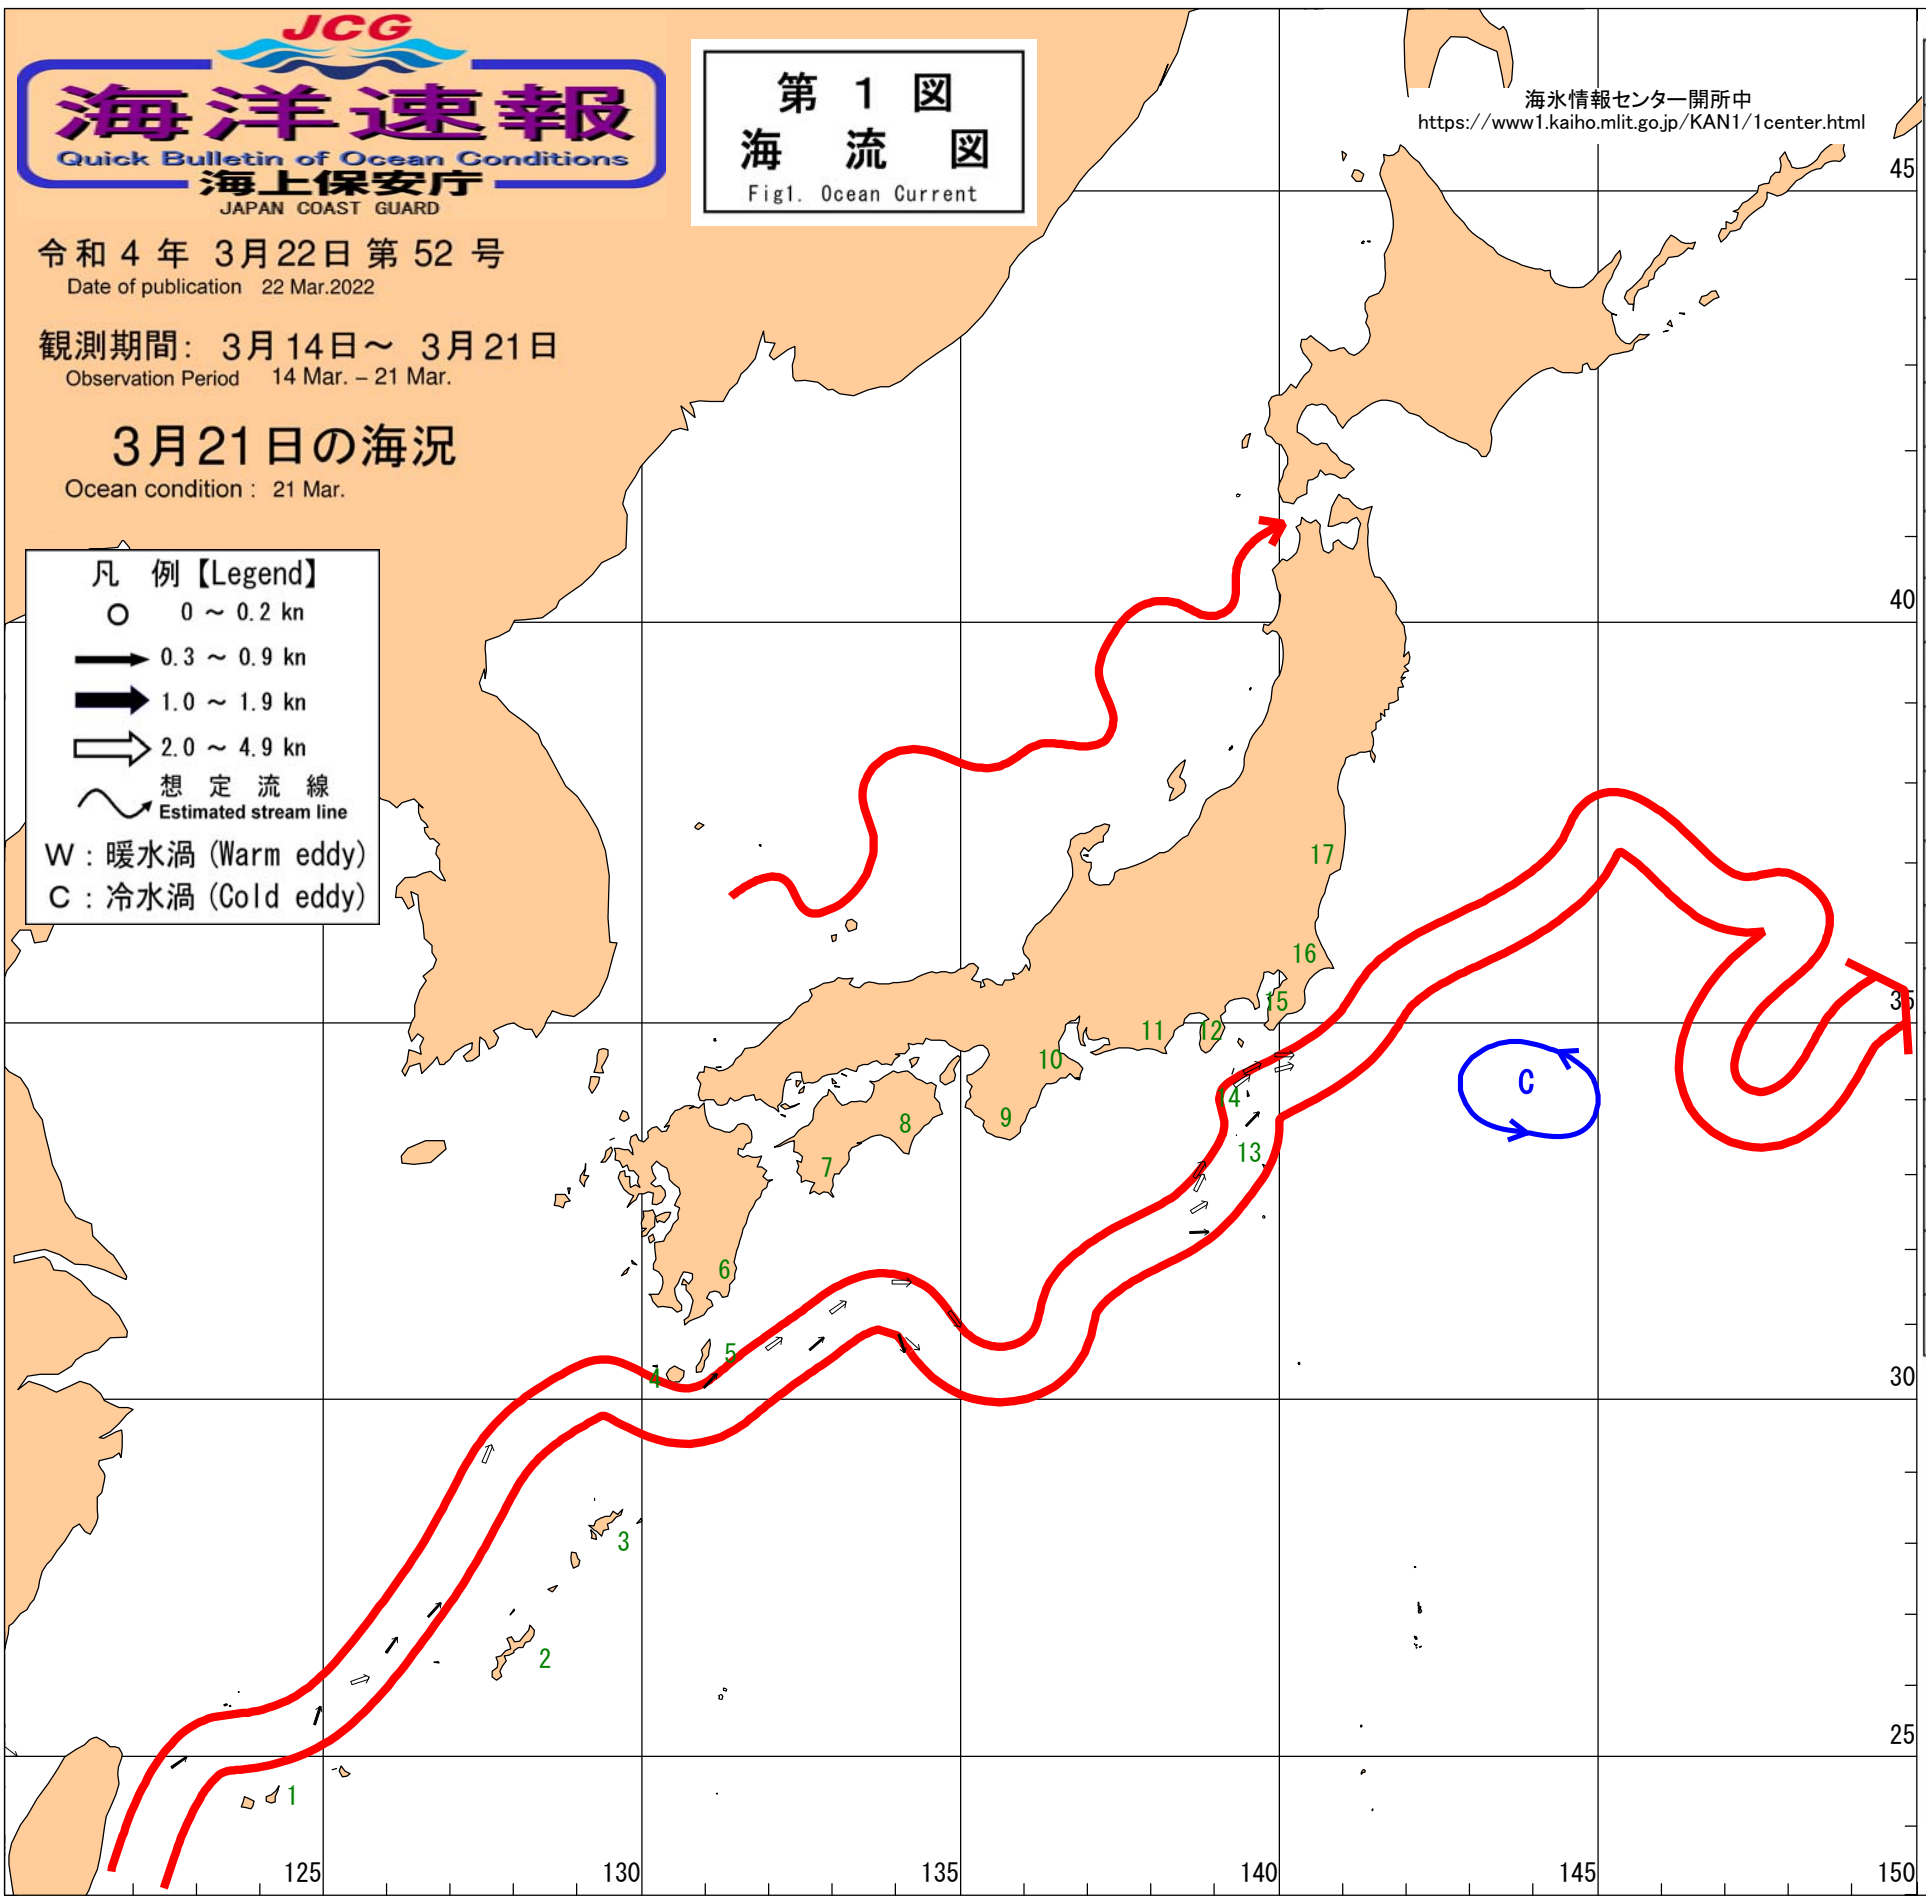 JCG
海洋速報
Quick Bulletin of Ocean Conditions
海上保安庁
JAPAN COAST GUARD
令和 4 年 3月22日 第 52 号
Date of publication 22 Mar.2022
観測期間: 3月14日～ 3月21日
Observation Period 14 Mar. – 21 Mar.
3月21日の海況
Ocean condition : 21 Mar.
第 1 図
海 流 図
Fig1. Ocean Current
海氷情報センター開所中
https://www1.kaiho.mlit.go.jp/KAN1/1center.html
凡 例【Legend】
0 ～ 0.2 kn
0.3 ～ 0.9 kn
1.0 ～ 1.9 kn
2.0 ～ 4.9 kn
想 定 流 線
Estimated stream line
W : 暖水渦 (Warm eddy)
C : 冷水渦 (Cold eddy)
45
40
35
30
25
17
16
15
12
11
10
9
8
7
6
5
4
3
2
1
13
C
125
130
135
140
145
150